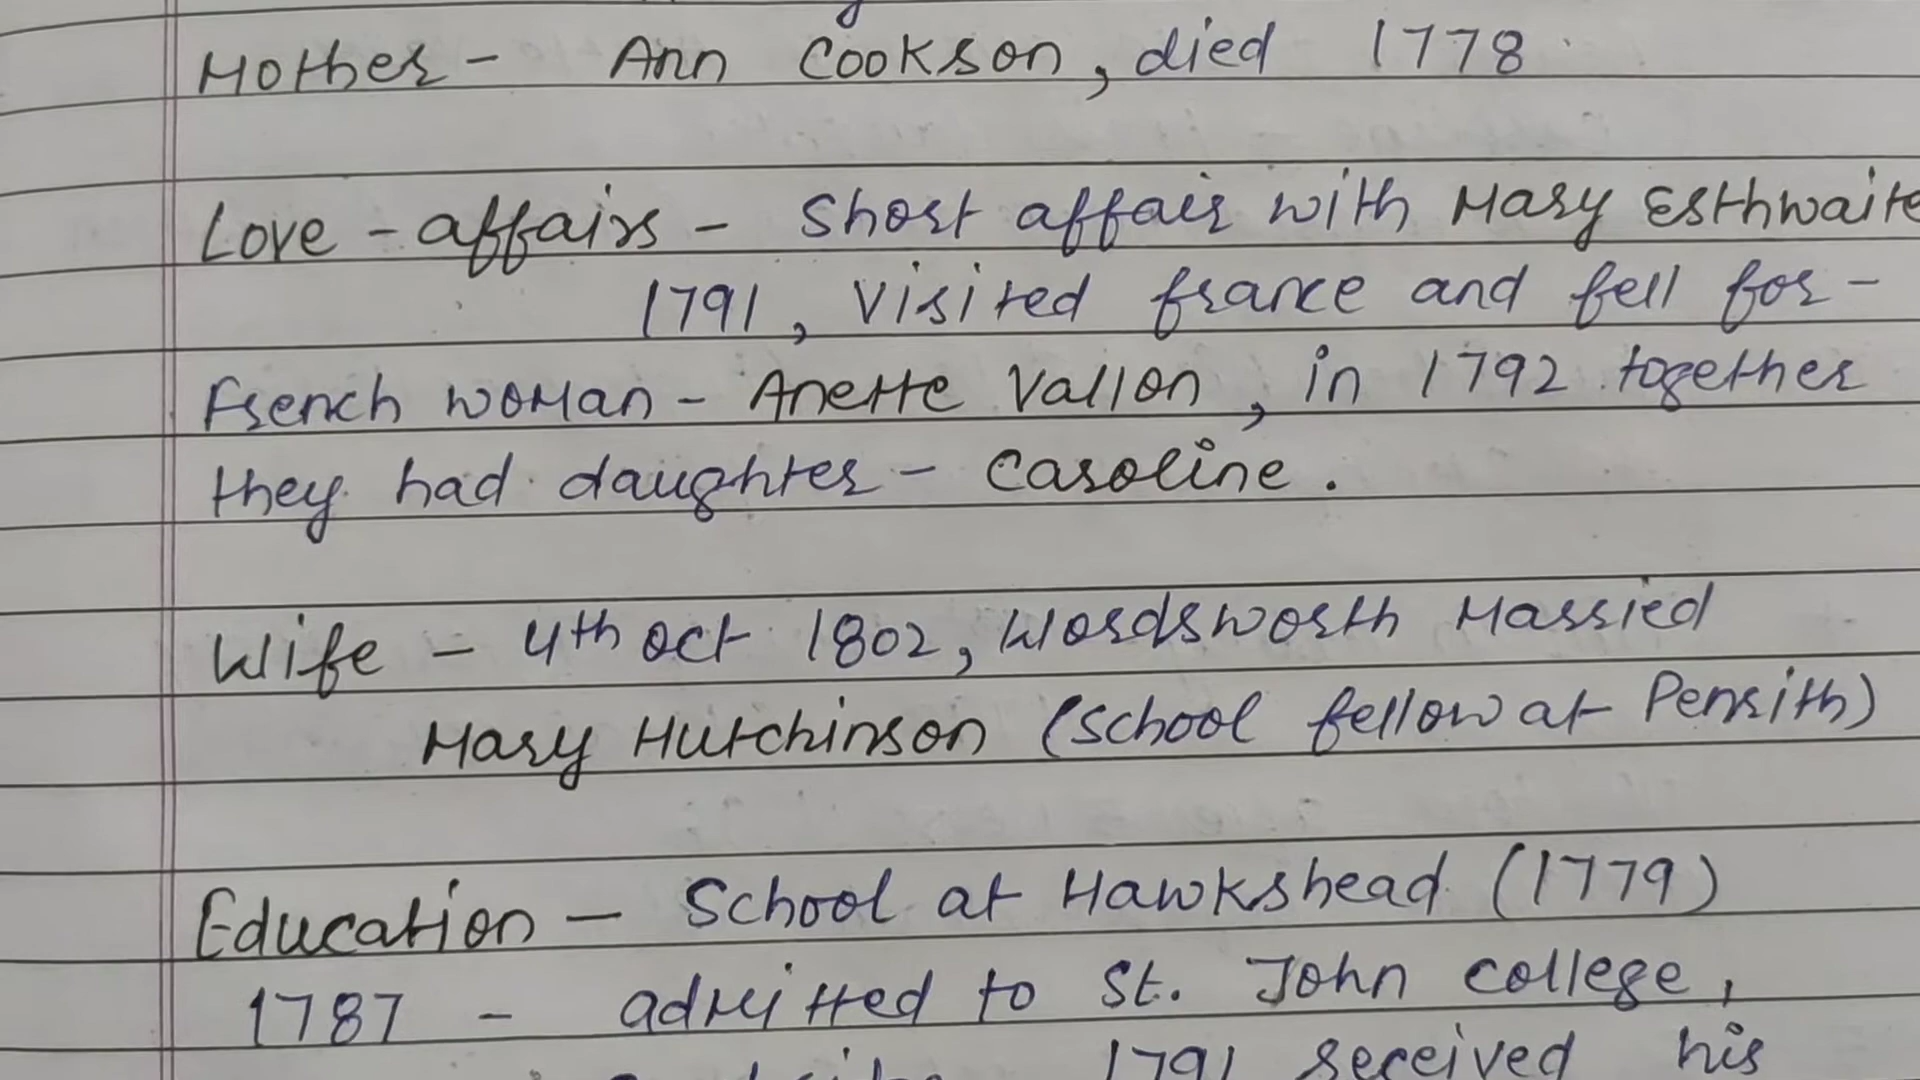 Mother - Ann Cookson, died 1778
Love - affairs - Short affair with Mary Esthwaite
1791, Visited france and fell for -
French woman - Anette Vallon, in 1792 together
they had daughter - Caroline.
Wife - 4th oct 1802, Wordsworth Married
Mary Hutchinson (School fellow at Penrith)
Education - School at Hawkshead (1779)
1787 - admitted to St. John college,
1791 received his